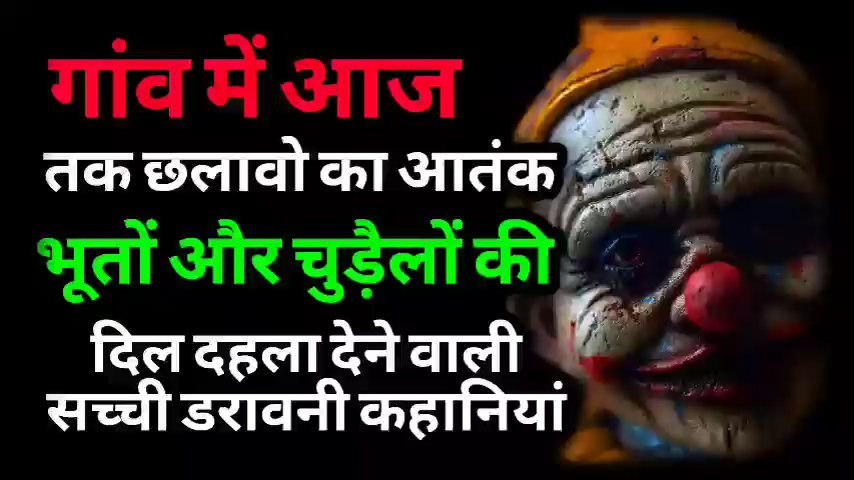 गांव में आज
तक छलावो का आतंक
भूतों और चुड़ैलों की
दिल दहला देने वाली
सच्ची डरावनी कहानियां